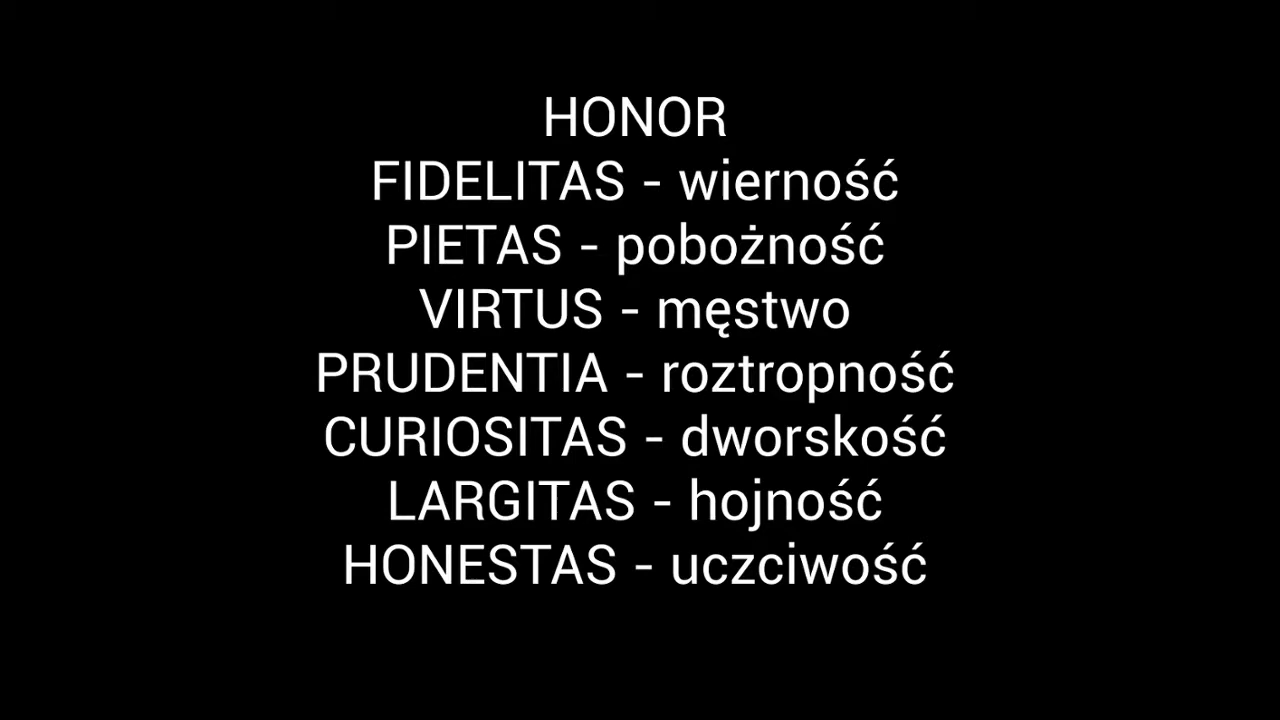 HONOR
FIDELITAS - wierność
PIETAS - pobożność
VIRTUS - męstwo
PRUDENTIA - roztropność
CURIOSITAS - dworskość
LARGITAS - hojność
HONESTAS - uczciwość